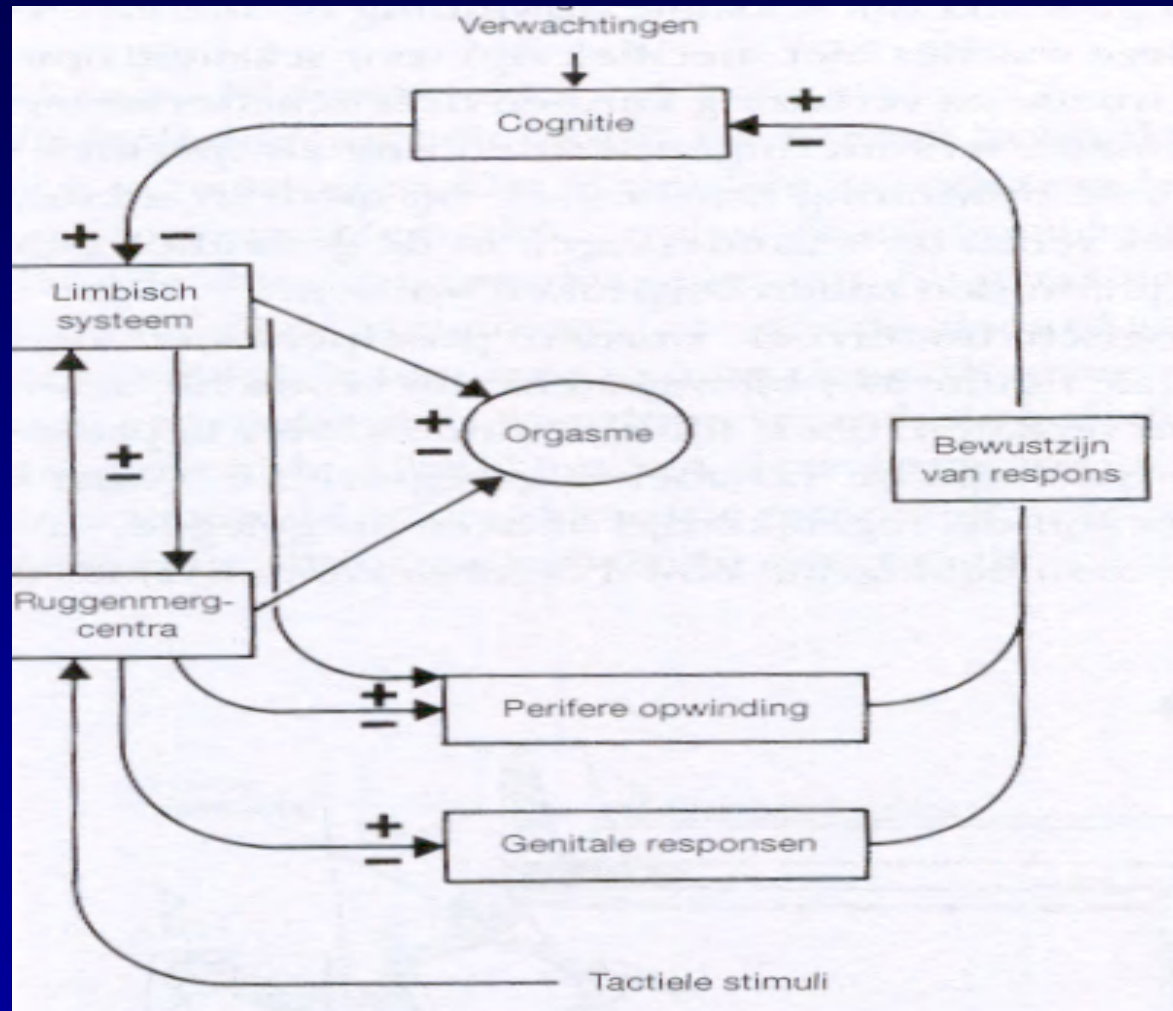 Verwachtingen
Cognitie
+
−
+ −
Limbisch
systeem
+
−
Orgasme
+
−
Bewustzijn
van respons
Ruggenmerg-
centra
+
−
Perifere opwinding
+
−
Genitale responsen
Tactiele stimuli